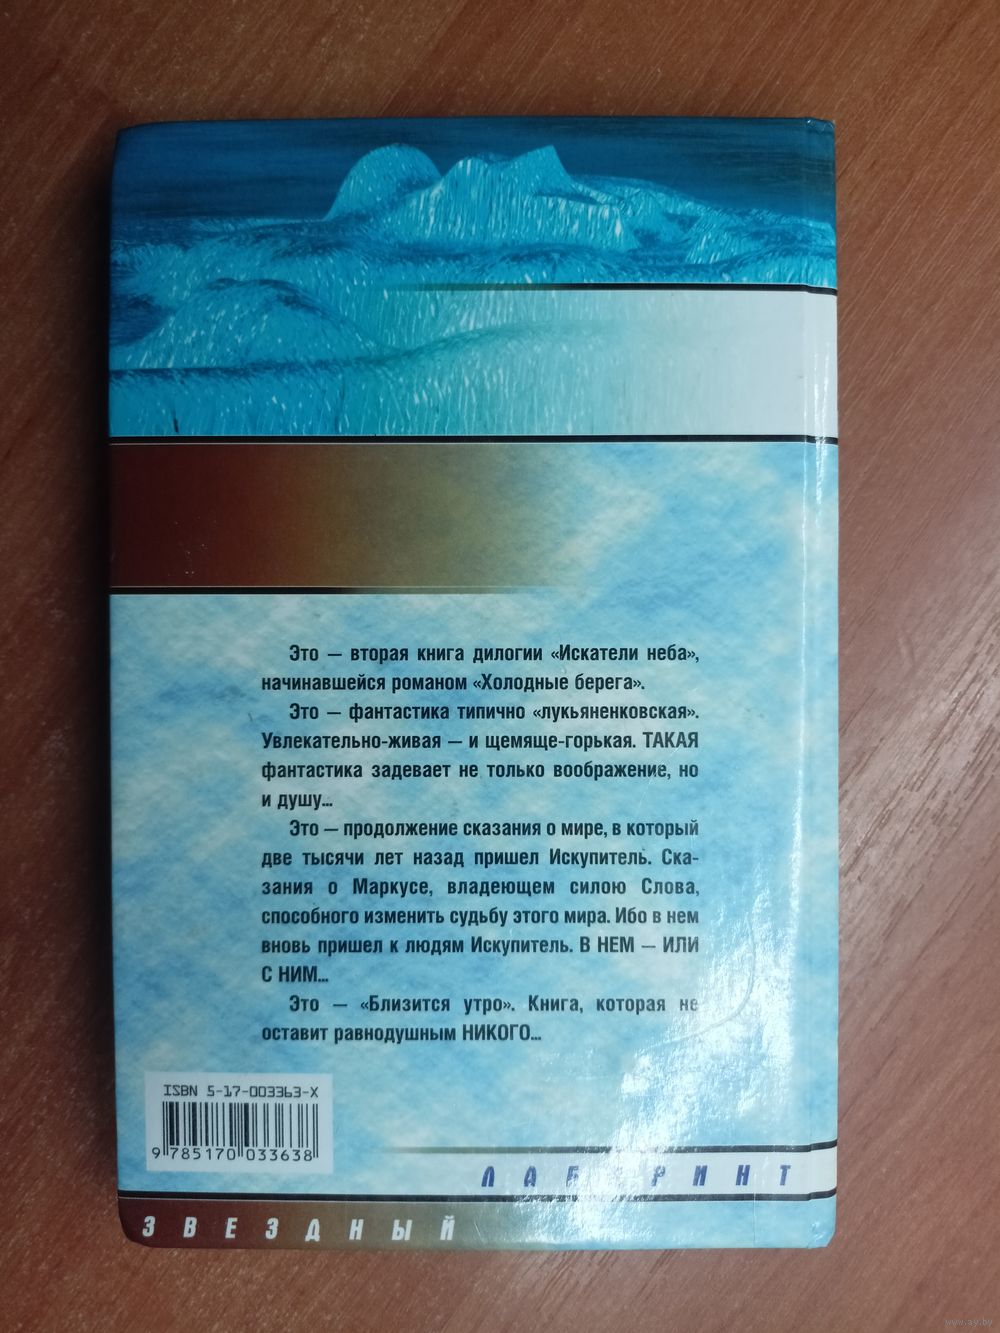 Это — вторая книга дилогии «Искатели неба»,
начинавшейся романом «Холодные берега».
Это — фантастика типично «лукьяненковская».
Увлекательно-живая — и щемяще-горькая. ТАКАЯ
фантастика задевает не только воображение, но
и душу...
Это — продолжение сказания о мире, в который
две тысячи лет назад пришел Искупитель. Ска-
зания о Маркусе, владеющем силою Слова,
способного изменить судьбу этого мира. Ибо в нем
вновь пришел к людям Искупитель. В НЕМ — ИЛИ
С НИМ...
Это — «Близится утро». Книга, которая не
оставит равнодушным НИКОГО...
ISBN 5-17-003363-X
9 785170 033638
ЛАБИРИНТ
ЗВЕЗДНЫЙ
www.ay.by